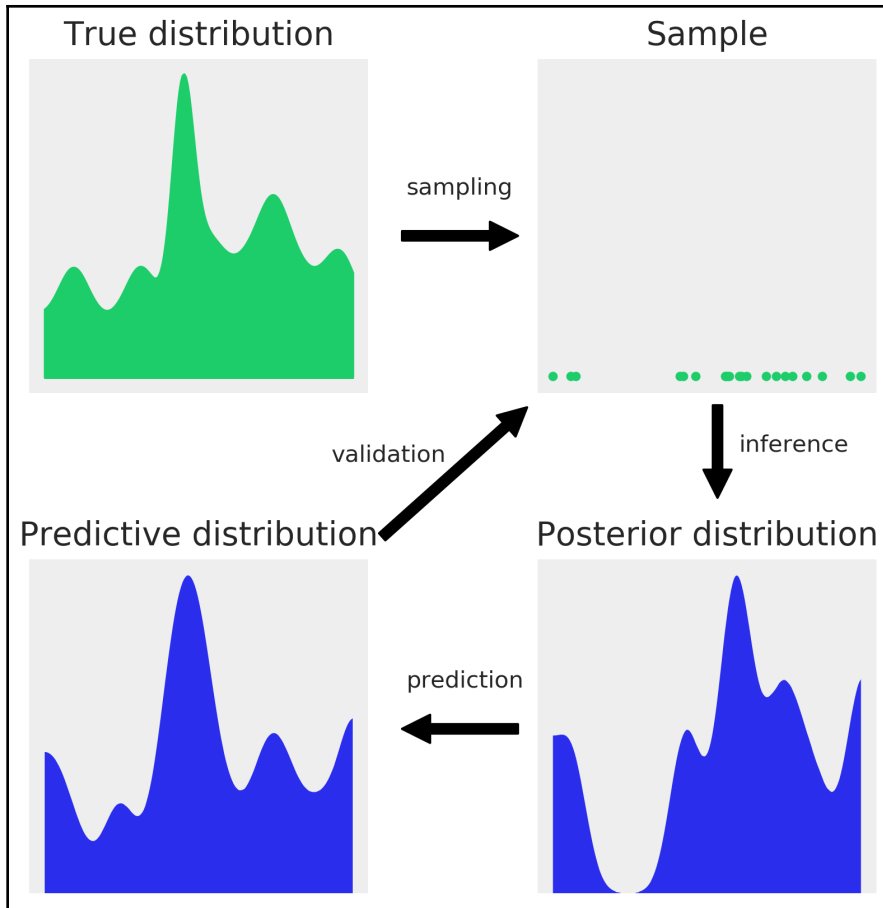 True distribution
Sample
sampling
validation
inference
Predictive distribution
Posterior distribution
prediction